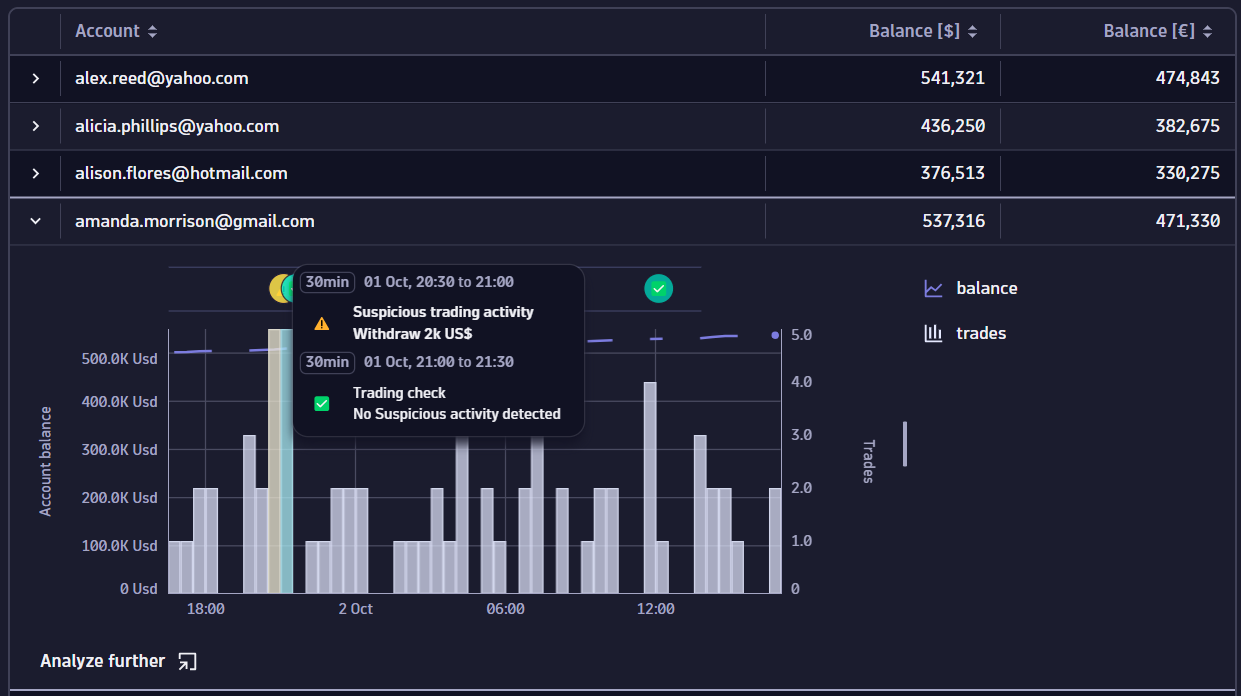 Account Balance [$] Balance [€]
alex.reed@yahoo.com 541,321 474,843
alicia.phillips@yahoo.com 436,250 382,675
alison.flores@hotmail.com 376,513 330,275
amanda.morrison@gmail.com 537,316 471,330
30min 01 Oct, 20:30 to 21:00
Suspicious trading activity
Withdraw 2k US$
30min 01 Oct, 21:00 to 21:30
Trading check
No Suspicious activity detected
balance
trades
Account balance
500.0K Usd
400.0K Usd
300.0K Usd
200.0K Usd
100.0K Usd
0 Usd
5.0
4.0
3.0
2.0
1.0
0
Trades
18:00 2 Oct 06:00 12:00
Analyze further